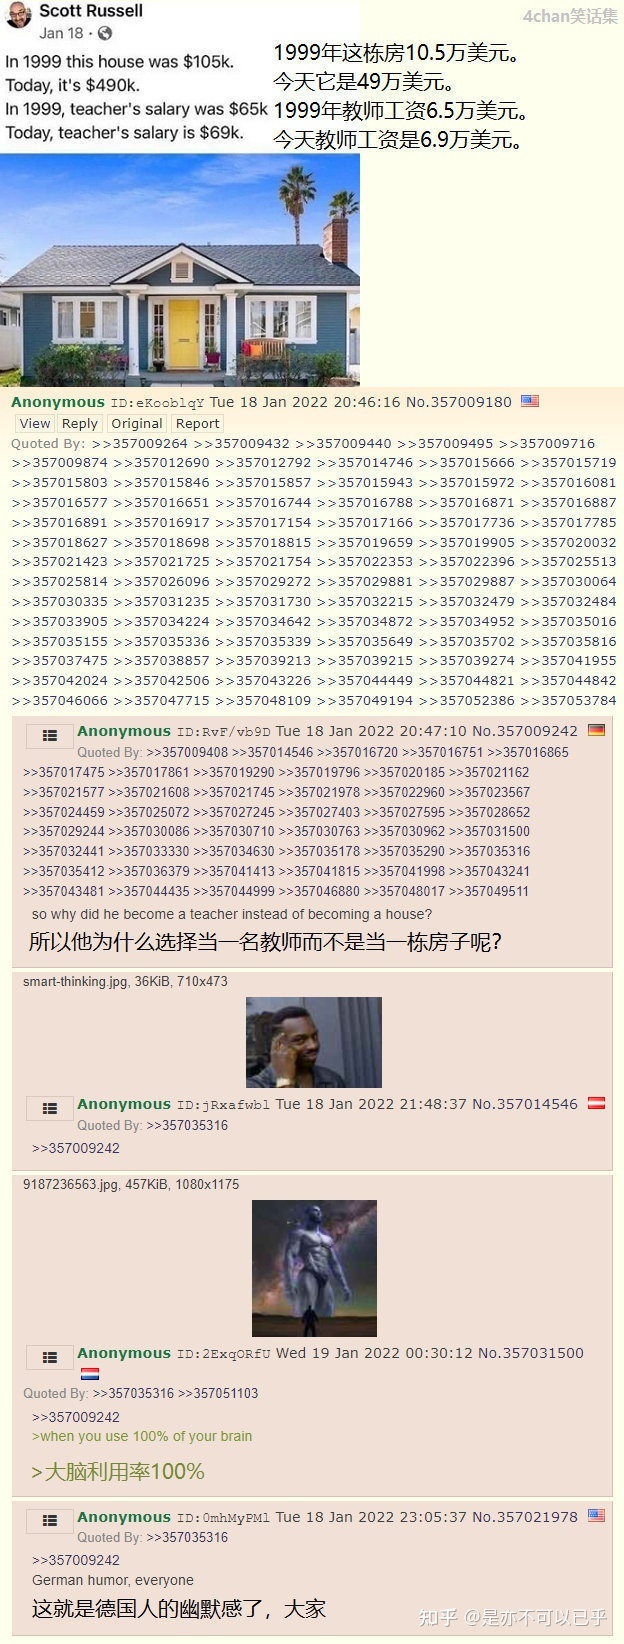 Scott Russell
4chan笑话集
Jan 18 ·
In 1999 this house was $105k.
Today, it's $490k.
In 1999, teacher's salary was $65k
Today, teacher's salary is $69k.
1999年这栋房10.5万美元。
今天它是49万美元。
1999年教师工资6.5万美元。
今天教师工资是6.9万美元。
Anonymous ID:eKooblqY Tue 18 Jan 2022 20:46:16 No.357009180
View Reply Original Report
Quoted By: >>357009264 >>357009432 >>357009440 >>357009495 >>357009716
>>357009874 >>357012690 >>357012792 >>357014746 >>357015666 >>357015719
>>357015803 >>357015846 >>357015857 >>357015943 >>357015972 >>357016081
>>357016577 >>357016651 >>357016744 >>357016788 >>357016871 >>357016887
>>357016891 >>357016917 >>357017154 >>357017166 >>357017736 >>357017785
>>357018627 >>357018698 >>357018815 >>357019659 >>357019905 >>357020032
>>357021423 >>357021725 >>357021754 >>357022353 >>357022396 >>357025513
>>357025814 >>357026096 >>357029272 >>357029881 >>357029887 >>357030064
>>357030335 >>357031235 >>357031730 >>357032215 >>357032479 >>357032484
>>357033905 >>357034224 >>357034642 >>357034872 >>357034952 >>357035016
>>357035155 >>357035336 >>357035339 >>357035649 >>357035702 >>357035816
>>357037475 >>357038857 >>357039213 >>357039215 >>357039274 >>357041955
>>357042024 >>357042506 >>357043226 >>357044449 >>357044821 >>357044842
>>357046066 >>357047715 >>357048109 >>357049194 >>357052386 >>357053784
Anonymous ID:RvF/vb9D Tue 18 Jan 2022 20:47:10 No.357009242
Quoted By: >>357009408 >>357014546 >>357016720 >>357016751 >>357016865
>>357017475 >>357017861 >>357019290 >>357019796 >>357020185 >>357021162
>>357021577 >>357021608 >>357021745 >>357021978 >>357022960 >>357023567
>>357024459 >>357025072 >>357027245 >>357027403 >>357027595 >>357028652
>>357029244 >>357030086 >>357030710 >>357030763 >>357030962 >>357031500
>>357032441 >>357033330 >>357034630 >>357035178 >>357035290 >>357035316
>>357035412 >>357036379 >>357041413 >>357041815 >>357041998 >>357043241
>>357043481 >>357044435 >>357044999 >>357046880 >>357048017 >>357049511
so why did he become a teacher instead of becoming a house?
所以他为什么选择当一名教师而不是当一栋房子呢?
smart-thinking.jpg, 36KiB, 710x473
Anonymous ID:jRxafwbl Tue 18 Jan 2022 21:48:37 No.357014546
Quoted By: >>357035316
>>357009242
9187236563.jpg, 457KiB, 1080x1175
Anonymous ID:2ExqORfU Wed 19 Jan 2022 00:30:12 No.357031500
Quoted By: >>357035316 >>357051103
>>357009242
>when you use 100% of your brain
>大脑利用率100%
Anonymous ID:0mhMyPMl Tue 18 Jan 2022 23:05:37 No.357021978
Quoted By: >>357035316
>>357009242
German humor, everyone
这就是德国人的幽默感了，大家
知乎 @是亦不可以已乎